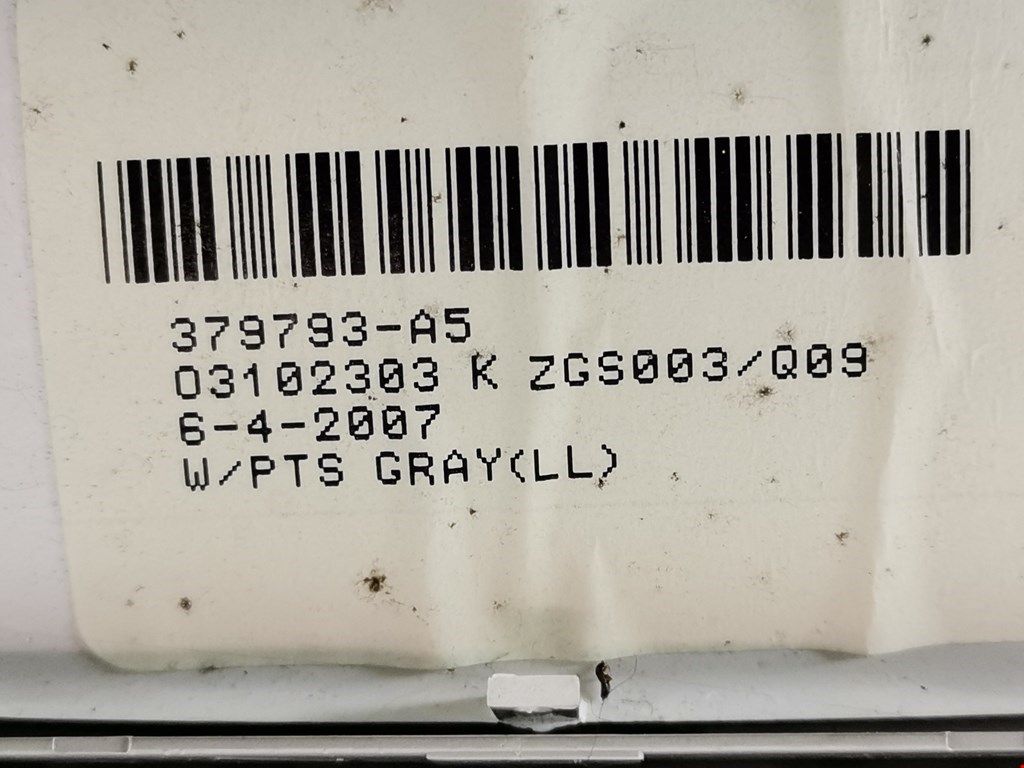 379793-A5
03102303 K ZGS003/Q09
6-4-2007
W/PTS GRAY(LL)